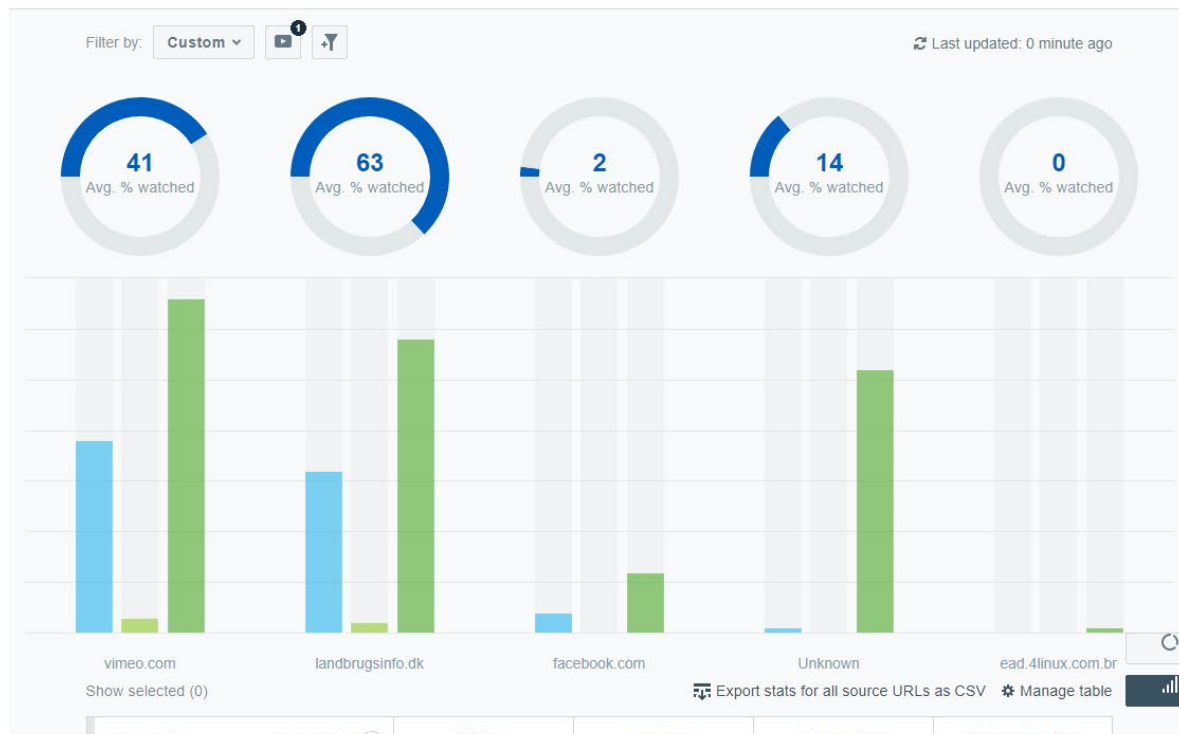 Filter by: Custom 1 Last updated: 0 minute ago
41 63 2 14 0
Avg. % watched Avg. % watched Avg. % watched Avg. % watched Avg. % watched
vimeo.com landbrugsinfo.dk facebook.com Unknown ead.4linux.com.br
Show selected (0) Export stats for all source URLs as CSV Manage table